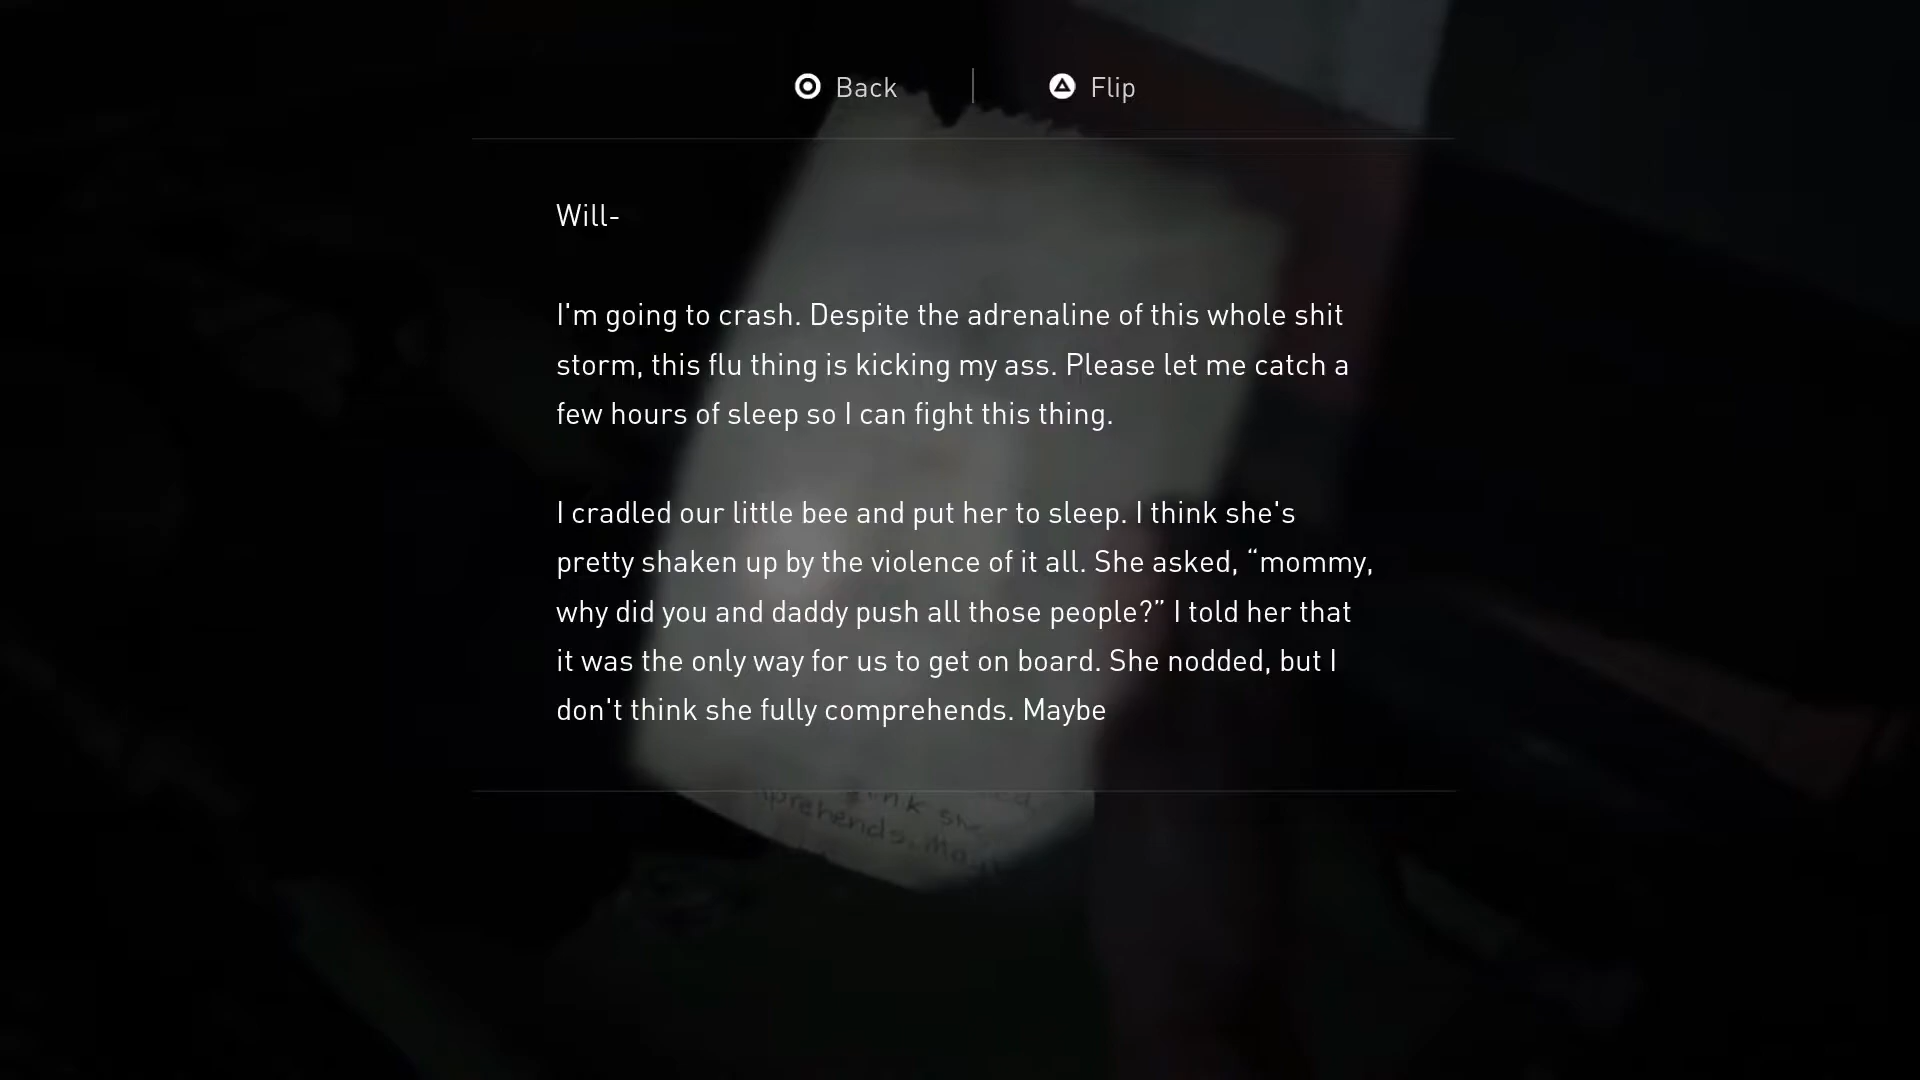 Back
Flip
Will-
I'm going to crash. Despite the adrenaline of this whole shit
storm, this flu thing is kicking my ass. Please let me catch a
few hours of sleep so I can fight this thing.
I cradled our little bee and put her to sleep. I think she's
pretty shaken up by the violence of it all. She asked, “mommy,
why did you and daddy push all those people?” I told her that
it was the only way for us to get on board. She nodded, but I
don't think she fully comprehends. Maybe
think she